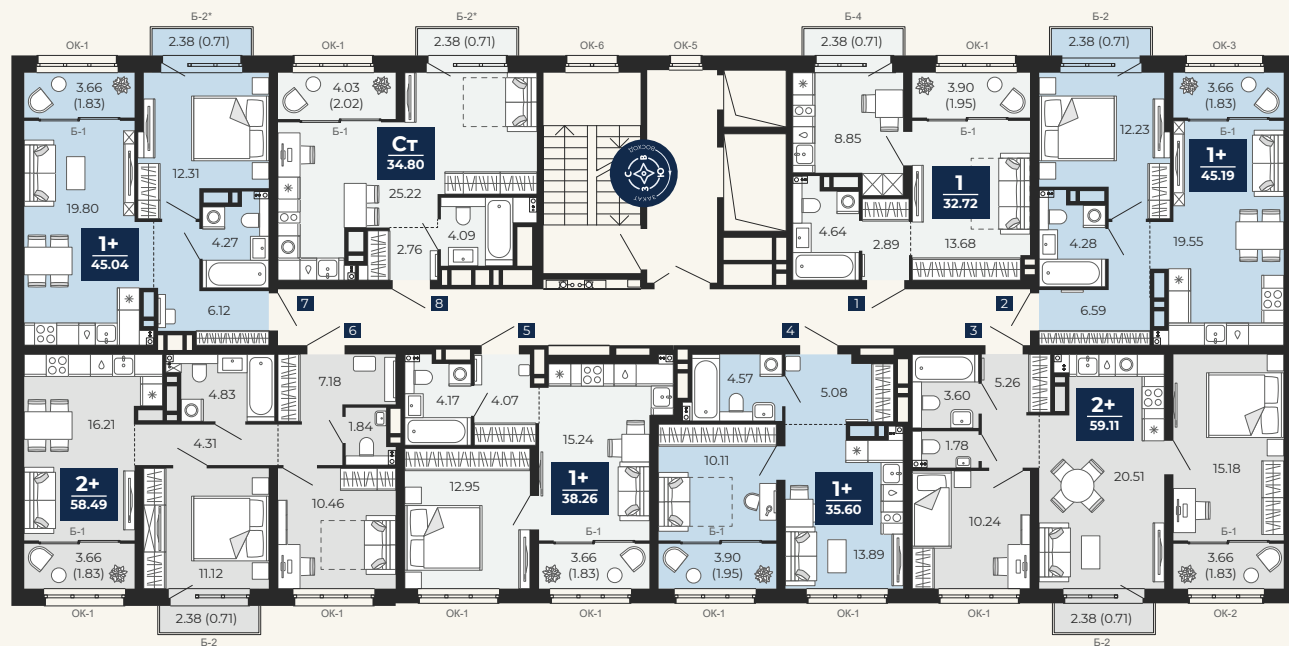 Б-2*
Б-2*
Б-4
Б-2
ОК-1
2.38 (0.71)
ОК-1
2.38 (0.71)
ОК-6
ОК-5
2.38 (0.71)
ОК-1
2.38 (0.71)
ОК-3
3.66
(1.83)
4.03
(2.02)
3.90
(1.95)
3.66
(1.83)
Б-1
Б-1
Б-1
Б-1
12.31
Ст
34.80
8.85
12.23
1+
45.19
19.80
25.22
ВОСХОД
С
В
З
Ю
ЗАКАТ
1
32.72
4.27
2.76
4.09
4.64
2.89
13.68
4.28
19.55
1+
45.04
6.12
7
8
1
2
6.59
6
5
4
3
16.21
4.83
7.18
4.17
4.07
4.57
5.08
3.60
5.26
2+
59.11
4.31
1.84
15.24
10.11
1.78
15.18
2+
58.49
10.46
12.95
1+
38.26
1+
35.60
10.24
20.51
Б-1
Б-1
Б-1
Б-1
3.66
(1.83)
11.12
3.66
(1.83)
3.90
(1.95)
13.89
3.66
(1.83)
ОК-1
2.38 (0.71)
ОК-1
ОК-1
ОК-1
ОК-1
ОК-1
ОК-1
2.38 (0.71)
ОК-2
Б-2
Б-2